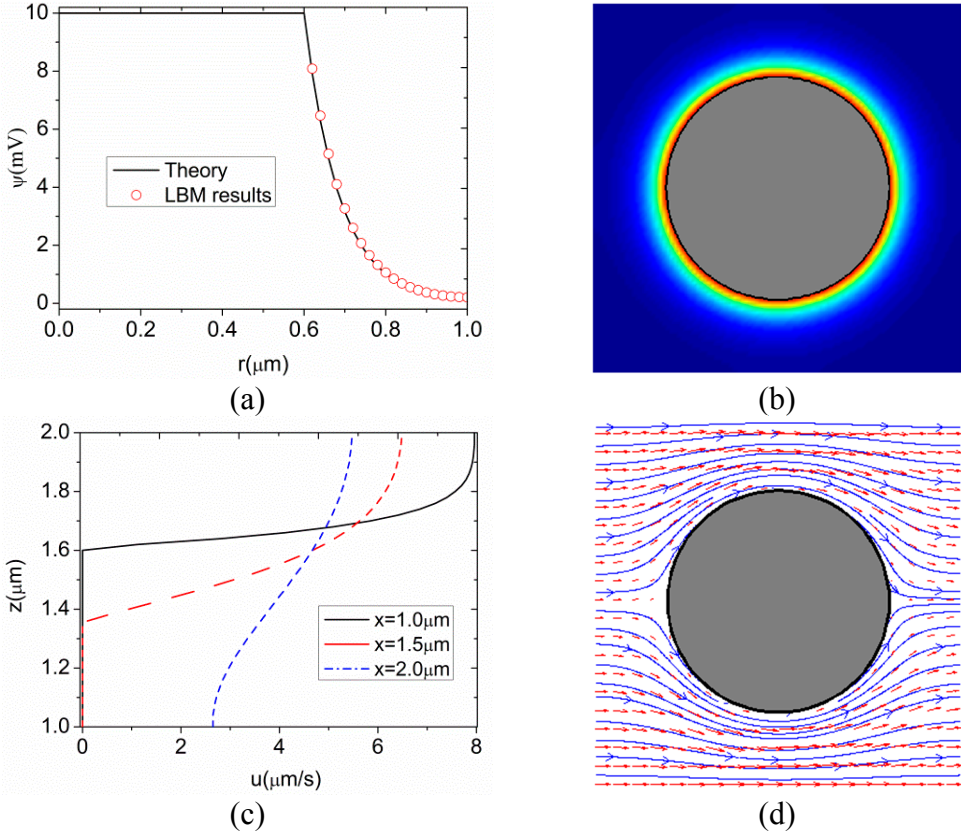 10
8
6
4
2
0
ψ(mV)
Theory
LBM results
0.0 0.2 0.4 0.6 0.8 1.0
r(μm)
(a)
(b)
2.0
1.8
1.6
1.4
1.2
1.0
z(μm)
x=1.0μm
x=1.5μm
x=2.0μm
0 2 4 6 8
u(μm/s)
(c)
(d)